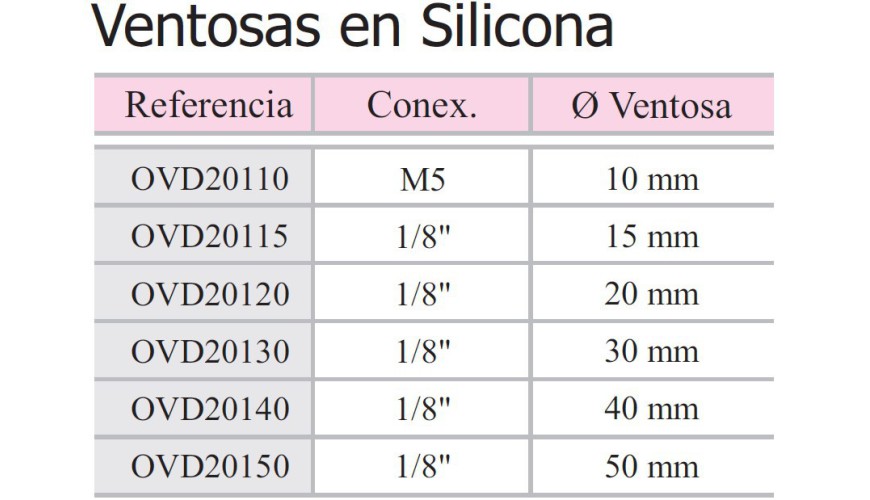 Ventosas en Silicona
Referencia Conex. Ø Ventosa
OVD20110 M5 10 mm
OVD20115 1/8" 15 mm
OVD20120 1/8" 20 mm
OVD20130 1/8" 30 mm
OVD20140 1/8" 40 mm
OVD20150 1/8" 50 mm